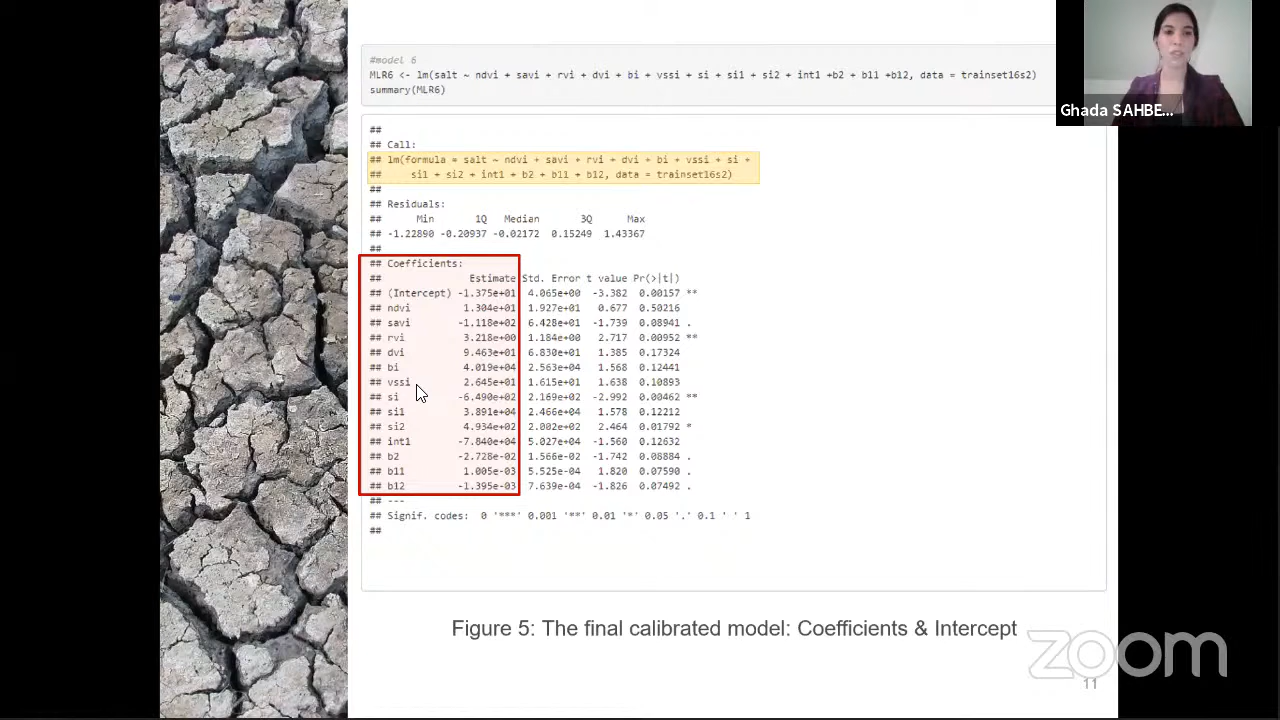 #model 6
MLR6 <- lm(salt ~ ndvi + savi + rvi + dvi + bi + vssi + si + si1 + si2 + int1 +b2 + b11 +b12, data = trainset16s2)
summary(MLR6)
##
## Call:
## lm(formula = salt ~ ndvi + savi + rvi + dvi + bi + vssi + si +
##     si1 + si2 + int1 + b2 + b11 + b12, data = trainset16s2)
##
## Residuals:
##      Min       1Q   Median       3Q      Max
## -1.22890 -0.20937 -0.02172  0.15249  1.43367
##
## Coefficients:
##               Estimate Std. Error t value Pr(>|t|)
## (Intercept) -1.375e+01  4.065e+00  -3.382  0.00157 **
## ndvi         1.304e+01  1.927e+01   0.677  0.50216
## savi        -1.118e+02  6.428e+01  -1.739  0.08941 .
## rvi          3.218e+00  1.184e+00   2.717  0.00952 **
## dvi          9.463e+01  6.830e+01   1.385  0.17324
## bi           4.019e+04  2.563e+04   1.568  0.12441
## vssi         2.645e+01  1.615e+01   1.638  0.10893
## si          -6.490e+02  2.169e+02  -2.992  0.00462 **
## si1          3.891e+04  2.466e+04   1.578  0.12212
## si2          4.934e+02  2.002e+02   2.464  0.01792 *
## int1        -7.840e+04  5.027e+04  -1.560  0.12632
## b2          -2.728e-02  1.566e-02  -1.742  0.08884 .
## b11          1.005e-03  5.525e-04   1.820  0.07590 .
## b12         -1.395e-03  7.639e-04  -1.826  0.07492 .
## ---
## Signif. codes:  0 '***' 0.001 '**' 0.01 '*' 0.05 '.' 0.1 ' ' 1
##
Figure 5: The final calibrated model: Coefficients & Intercept
11
Ghada SAHBE...
zoom